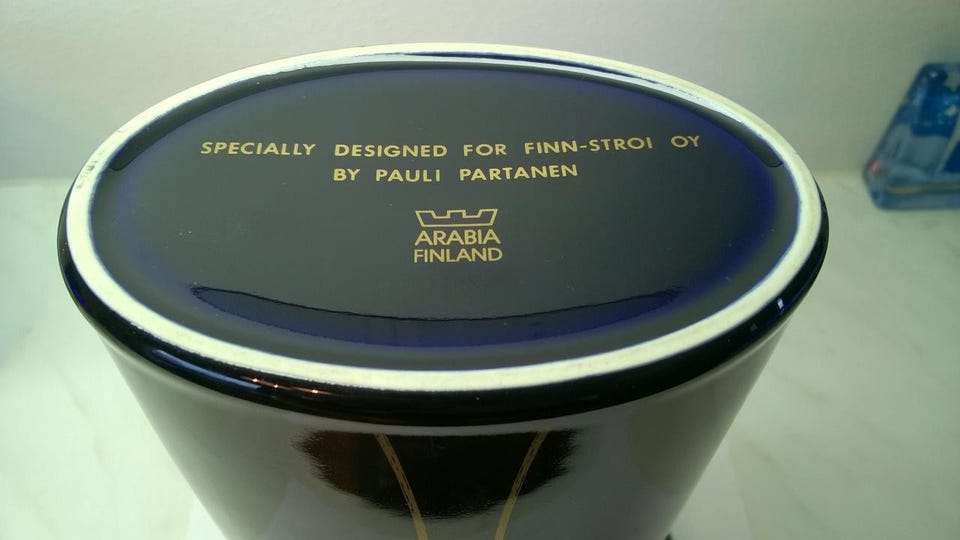 SPECIALLY DESIGNED FOR FINN-STROI OY
BY PAULI PARTANEN
ARABIA
FINLAND